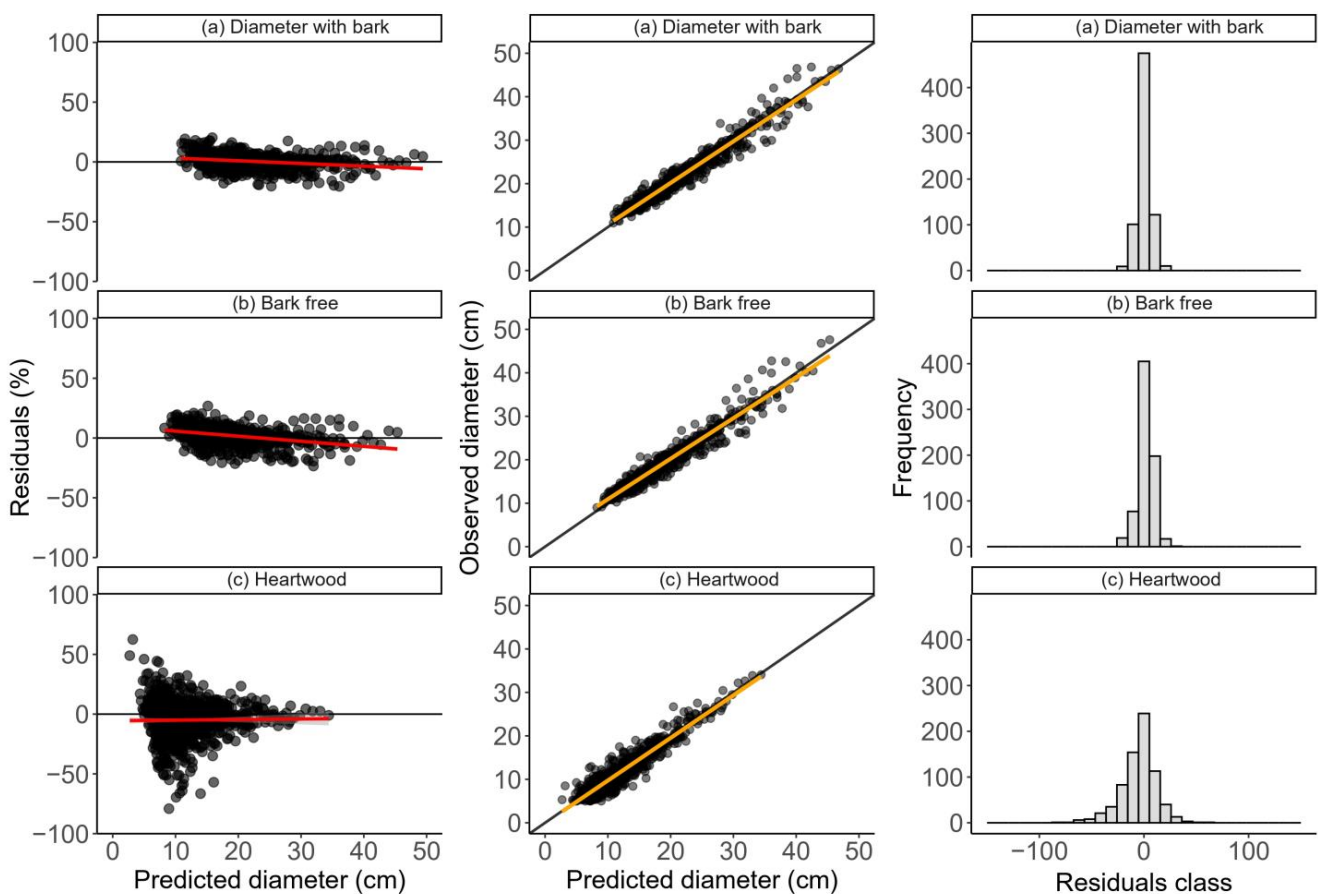 (a) Diameter with bark
100
50
0
−50
−100
(b) Bark free
100
50
0
−50
−100
(c) Heartwood
100
50
0
−50
−100
0 10 20 30 40 50
Residuals (%)
Predicted diameter (cm)
(a) Diameter with bark
50
40
30
20
10
0
(b) Bark free
50
40
30
20
10
0
(c) Heartwood
50
40
30
20
10
0
0 10 20 30 40 50
Observed diameter (cm)
Predicted diameter (cm)
(a) Diameter with bark
400
300
200
100
0
(b) Bark free
400
300
200
100
0
(c) Heartwood
400
300
200
100
0
−100 0 100
Frequency
Residuals class